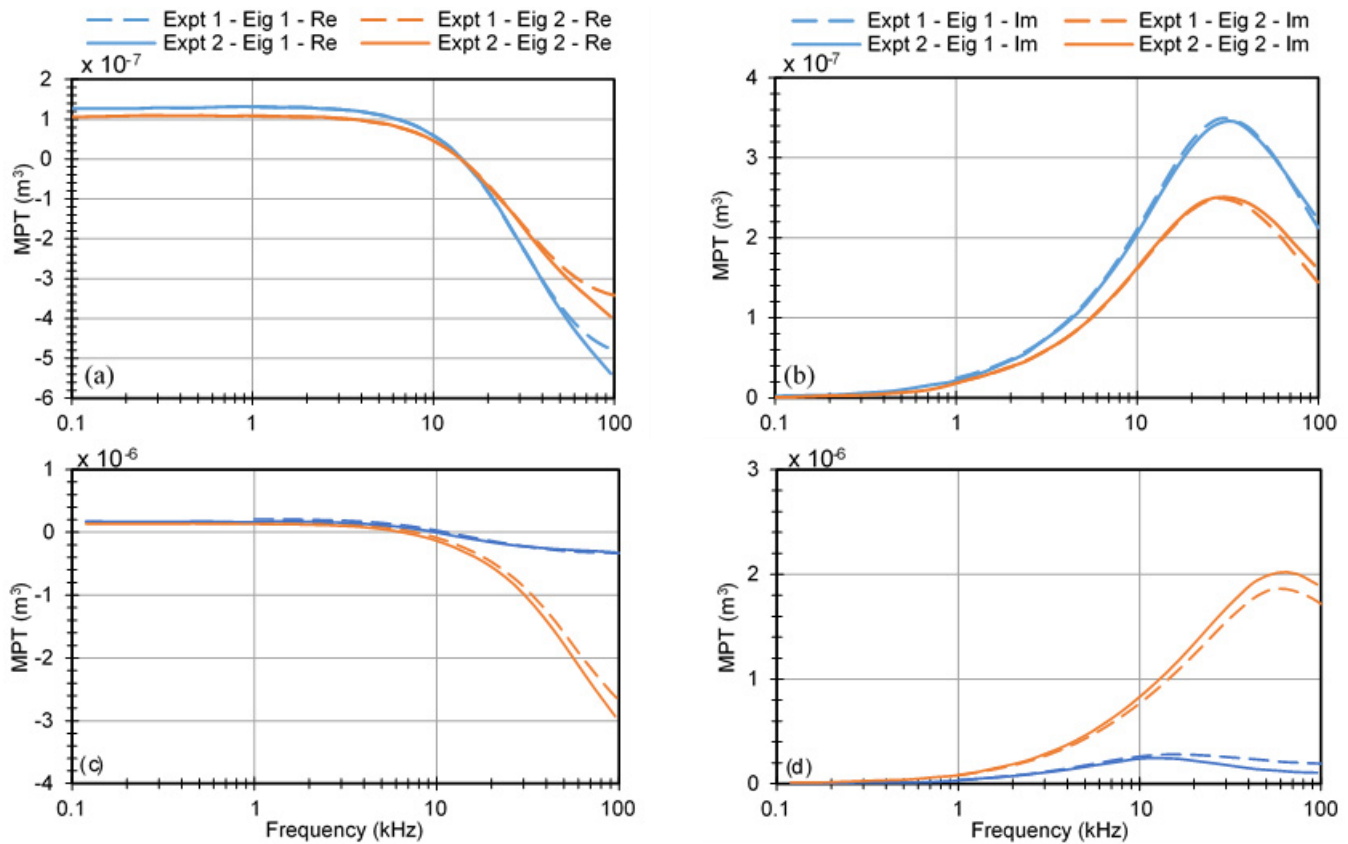 Expt 1 - Eig 1 - Re Expt 1 - Eig 2 - Re
Expt 2 - Eig 1 - Re Expt 2 - Eig 2 - Re
x 10-7
2
1
0
-1
-2
-3
-4
-5
-6
MPT (m³)
(a)
0.1 1 10 100
Expt 1 - Eig 1 - Im Expt 1 - Eig 2 - Im
Expt 2 - Eig 1 - Im Expt 2 - Eig 2 - Im
x 10-7
4
3
2
1
0
MPT (m³)
(b)
0.1 1 10 100
x 10-6
1
0
-1
-2
-3
-4
MPT (m³)
(c)
0.1 1 10 100
Frequency (kHz)
x 10-6
3
2
1
0
MPT (m³)
(d)
0.1 1 10 100
Frequency (kHz)